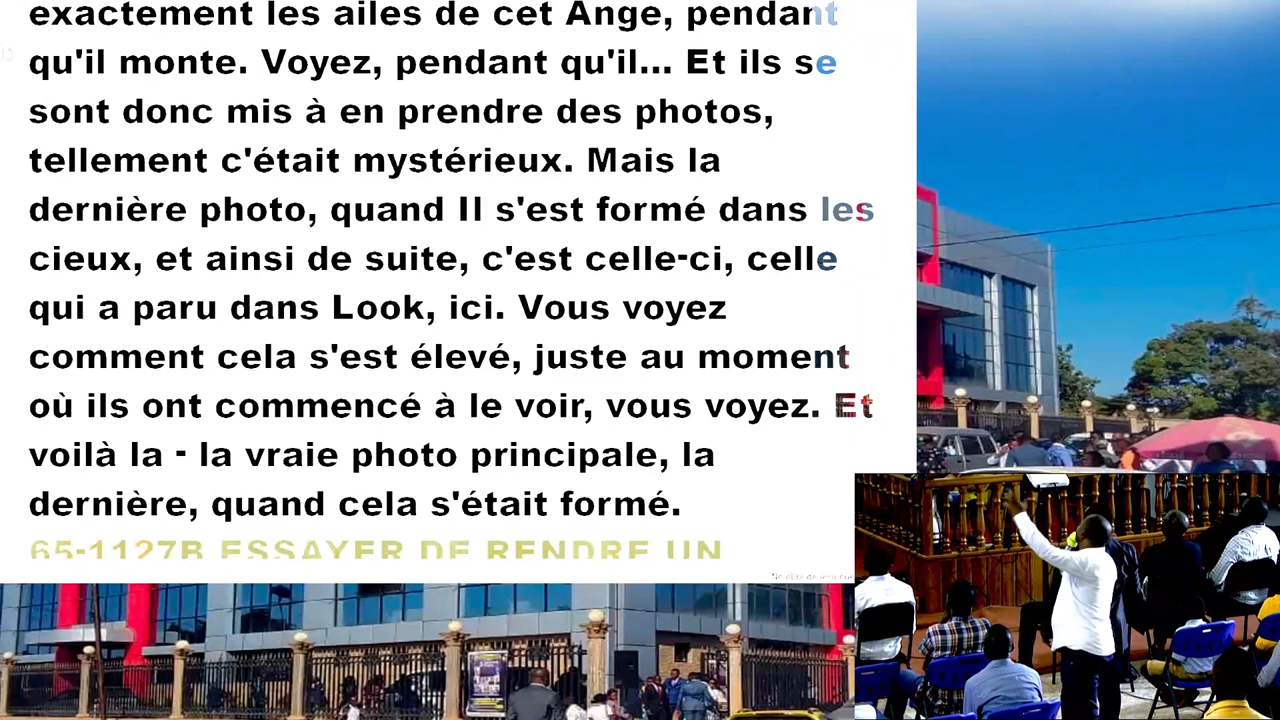 exactement les ailes de cet Ange, pendant
qu'il monte. Voyez, pendant qu'il... Et ils se
sont donc mis à en prendre des photos,
tellement c'était mystérieux. Mais la
dernière photo, quand Il s'est formé dans les
cieux, et ainsi de suite, c'est celle-ci, celle
qui a paru dans Look, ici. Vous voyez
comment cela s'est élevé, juste au moment
où ils ont commencé à le voir, vous voyez. Et
voilà la - la vraie photo principale, la
dernière, quand cela s'était formé.
65-1127B ESSAYER DE RENDRE UN